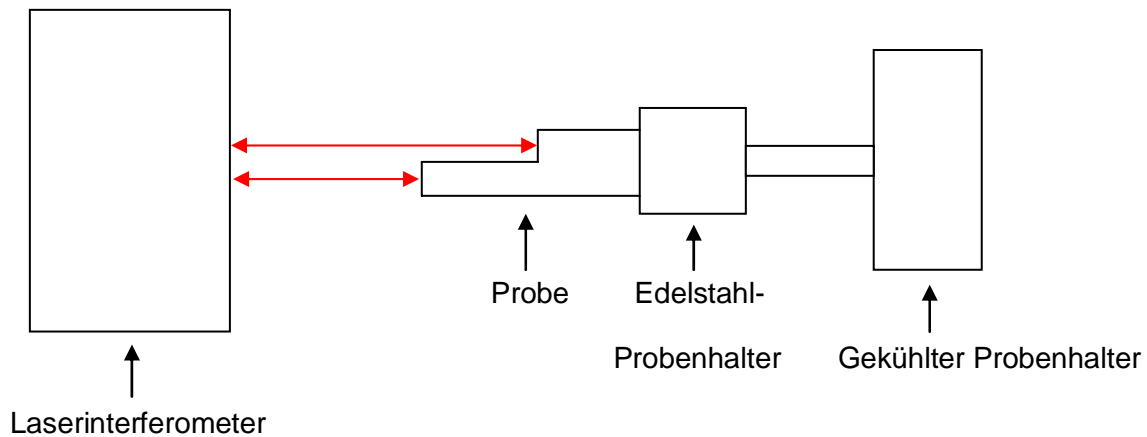 Probe
Edelstahl-
Probenhalter
Gekühlter Probenhalter
Laserinterferometer